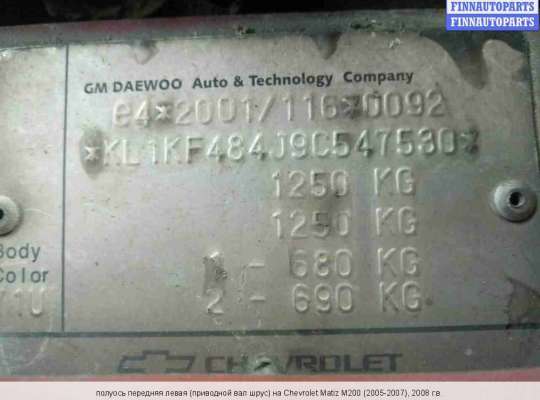 FINNAUTOPARTS
FINNAUTOPARTS
FINNAUTOPARTS
GM DAEWOO Auto & Technology Company
e4*2001/116*0092
*KL1KF484J9C547530*
1250 KG
1250 KG
Body
Color
1 - 680 KG
71U
2 - 690 KG
CHEVROLET
полуось передняя левая (приводной вал шрус) на Chevrolet Matiz M200 (2005-2007), 2008 г.в.